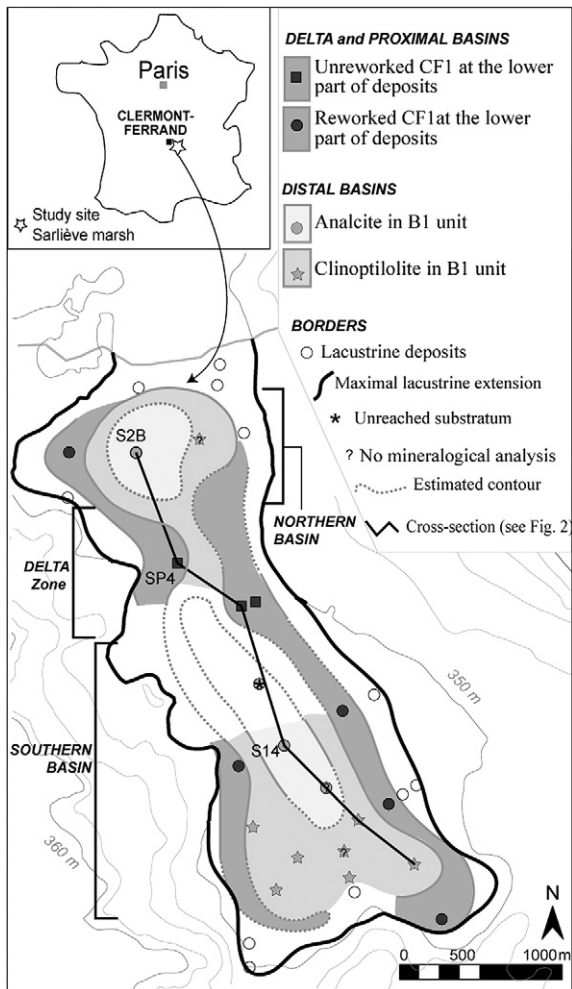 Paris
CLERMONT-
FERRAND
Study site
Sarliève marsh
DELTA and PROXIMAL BASINS
Unreworked CF1 at the lower
part of deposits
Reworked CF1at the lower
part of deposits
DISTAL BASINS
Analcite in B1 unit
Clinoptilolite in B1 unit
BORDERS
Lacustrine deposits
Maximal lacustrine extension
* Unreached substratum
? No mineralogical analysis
Estimated contour
Cross-section (see Fig. 2)
S2B
?
NORTHERN
BASIN
DELTA
Zone
SP4
350 m
SOUTHERN
BASIN
S14
?
?
360 m
N
0 500 1000m